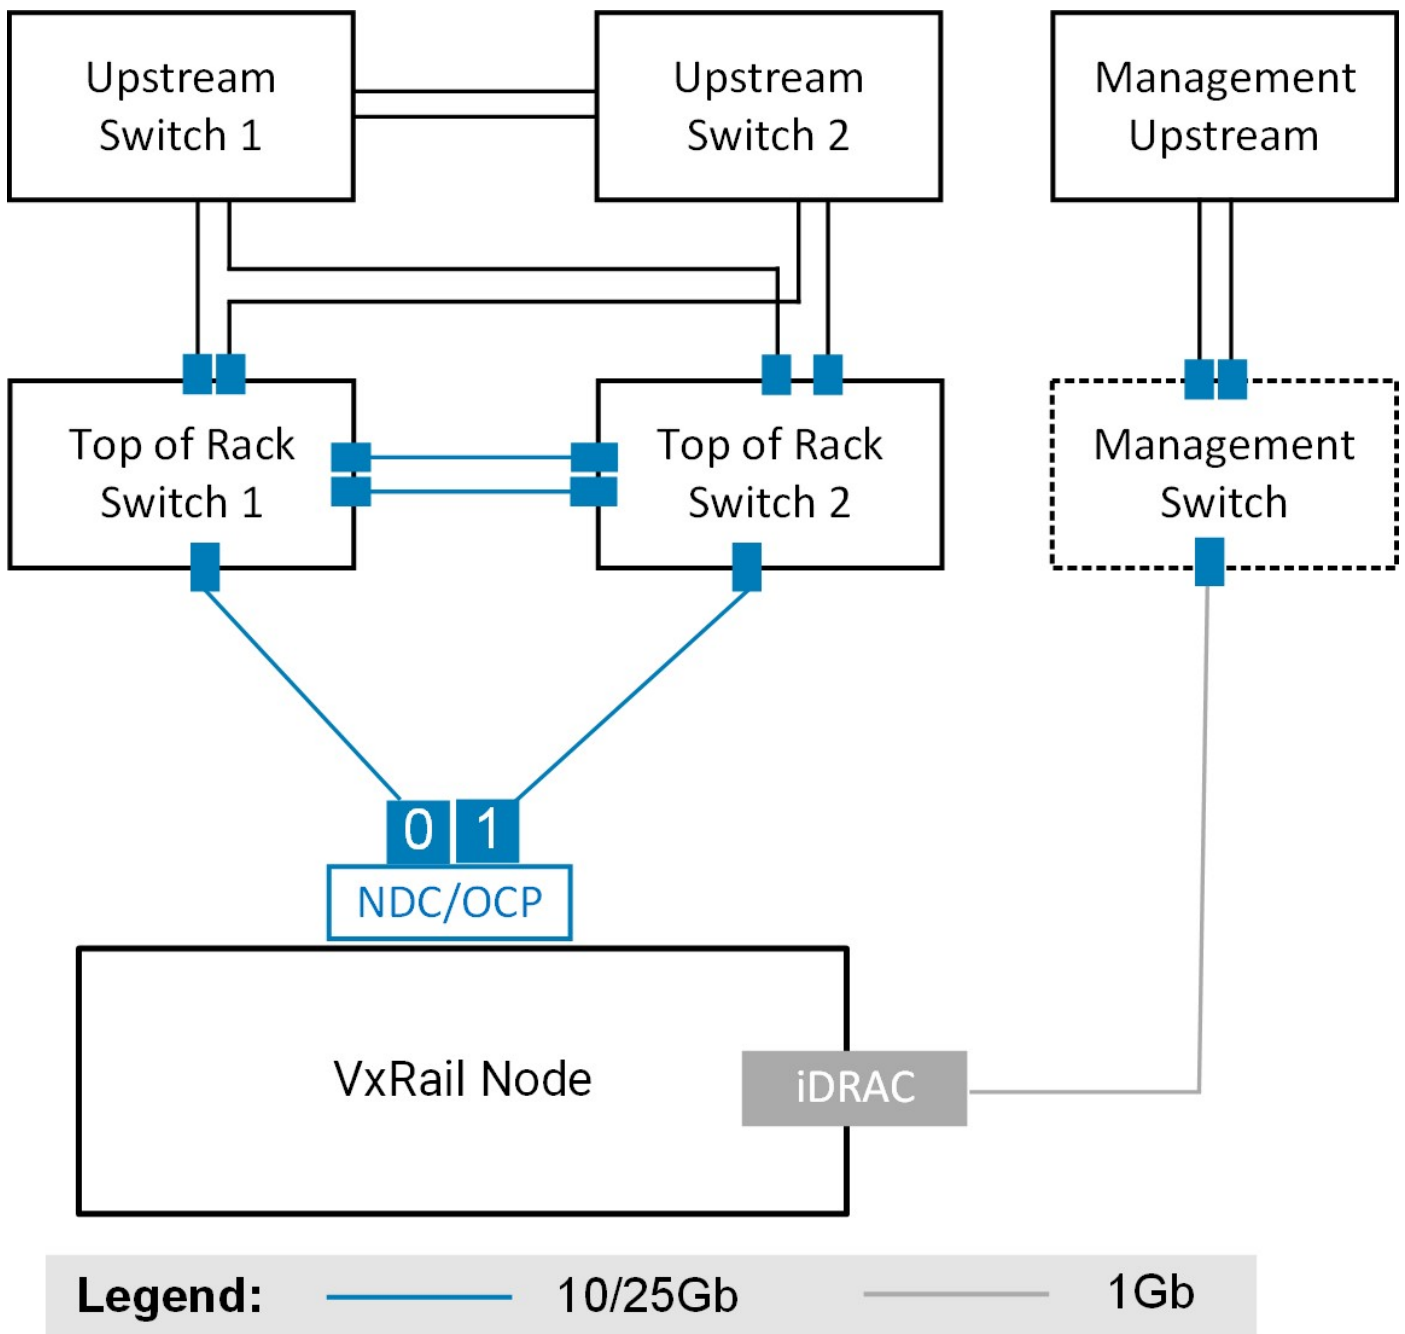 Upstream
Switch 1
Upstream
Switch 2
Management
Upstream
Top of Rack
Switch 1
Top of Rack
Switch 2
Management
Switch
0 1
NDC/OCP
VxRail Node
iDRAC
Legend: 10/25Gb 1Gb